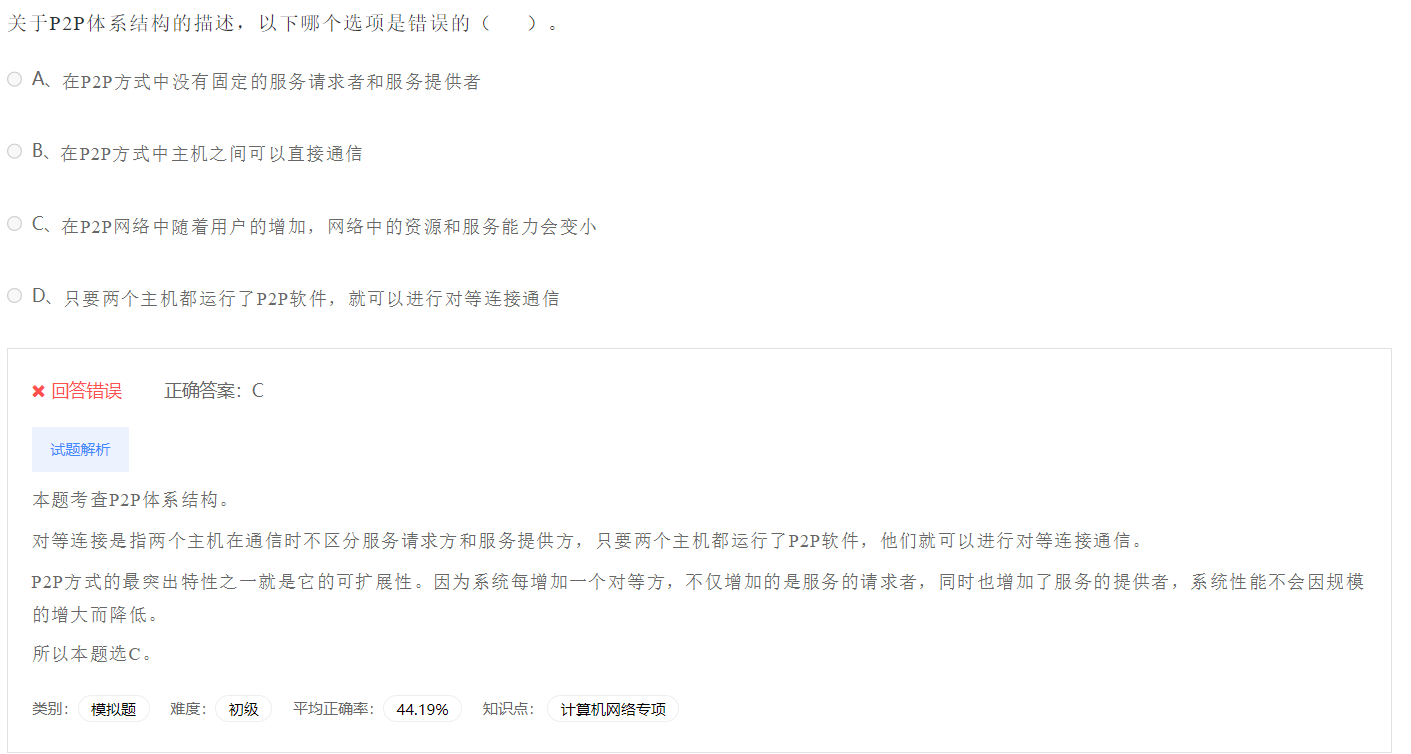 关于P2P体系结构的描述，以下哪个选项是错误的（　　）。
A、在P2P方式中没有固定的服务请求者和服务提供者
B、在P2P方式中主机之间可以直接通信
C、在P2P网络中随着用户的增加，网络中的资源和服务能力会变小
D、只要两个主机都运行了P2P软件，就可以进行对等连接通信
✖ 回答错误　　正确答案：C
试题解析
本题考查P2P体系结构。
对等连接是指两个主机在通信时不区分服务请求方和服务提供方，只要两个主机都运行了P2P软件，他们就可以进行对等连接通信。
P2P方式的最突出特性之一就是它的可扩展性。因为系统每增加一个对等方，不仅增加的是服务的请求者，同时也增加了服务的提供者，系统性能不会因规模
的增大而降低。
所以本题选C。
类别： 模拟题　难度： 初级　平均正确率： 44.19%　知识点： 计算机网络专项